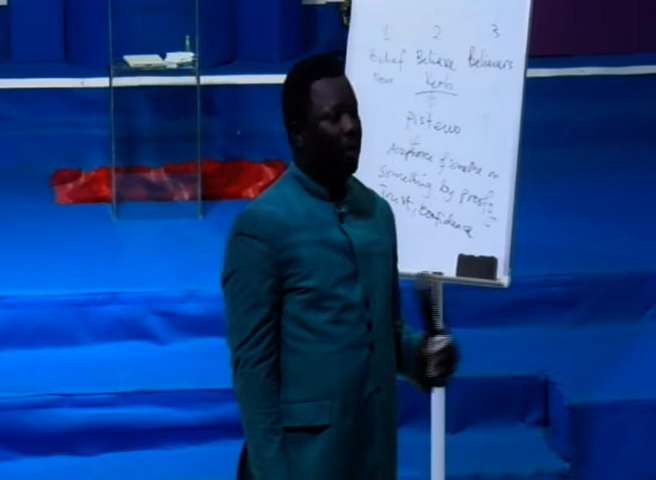 1 2 3
Belief Believe Believers
Noun Verb
Pisteuo
Acceptance of someone or
something by proof,
Trust, Confidence